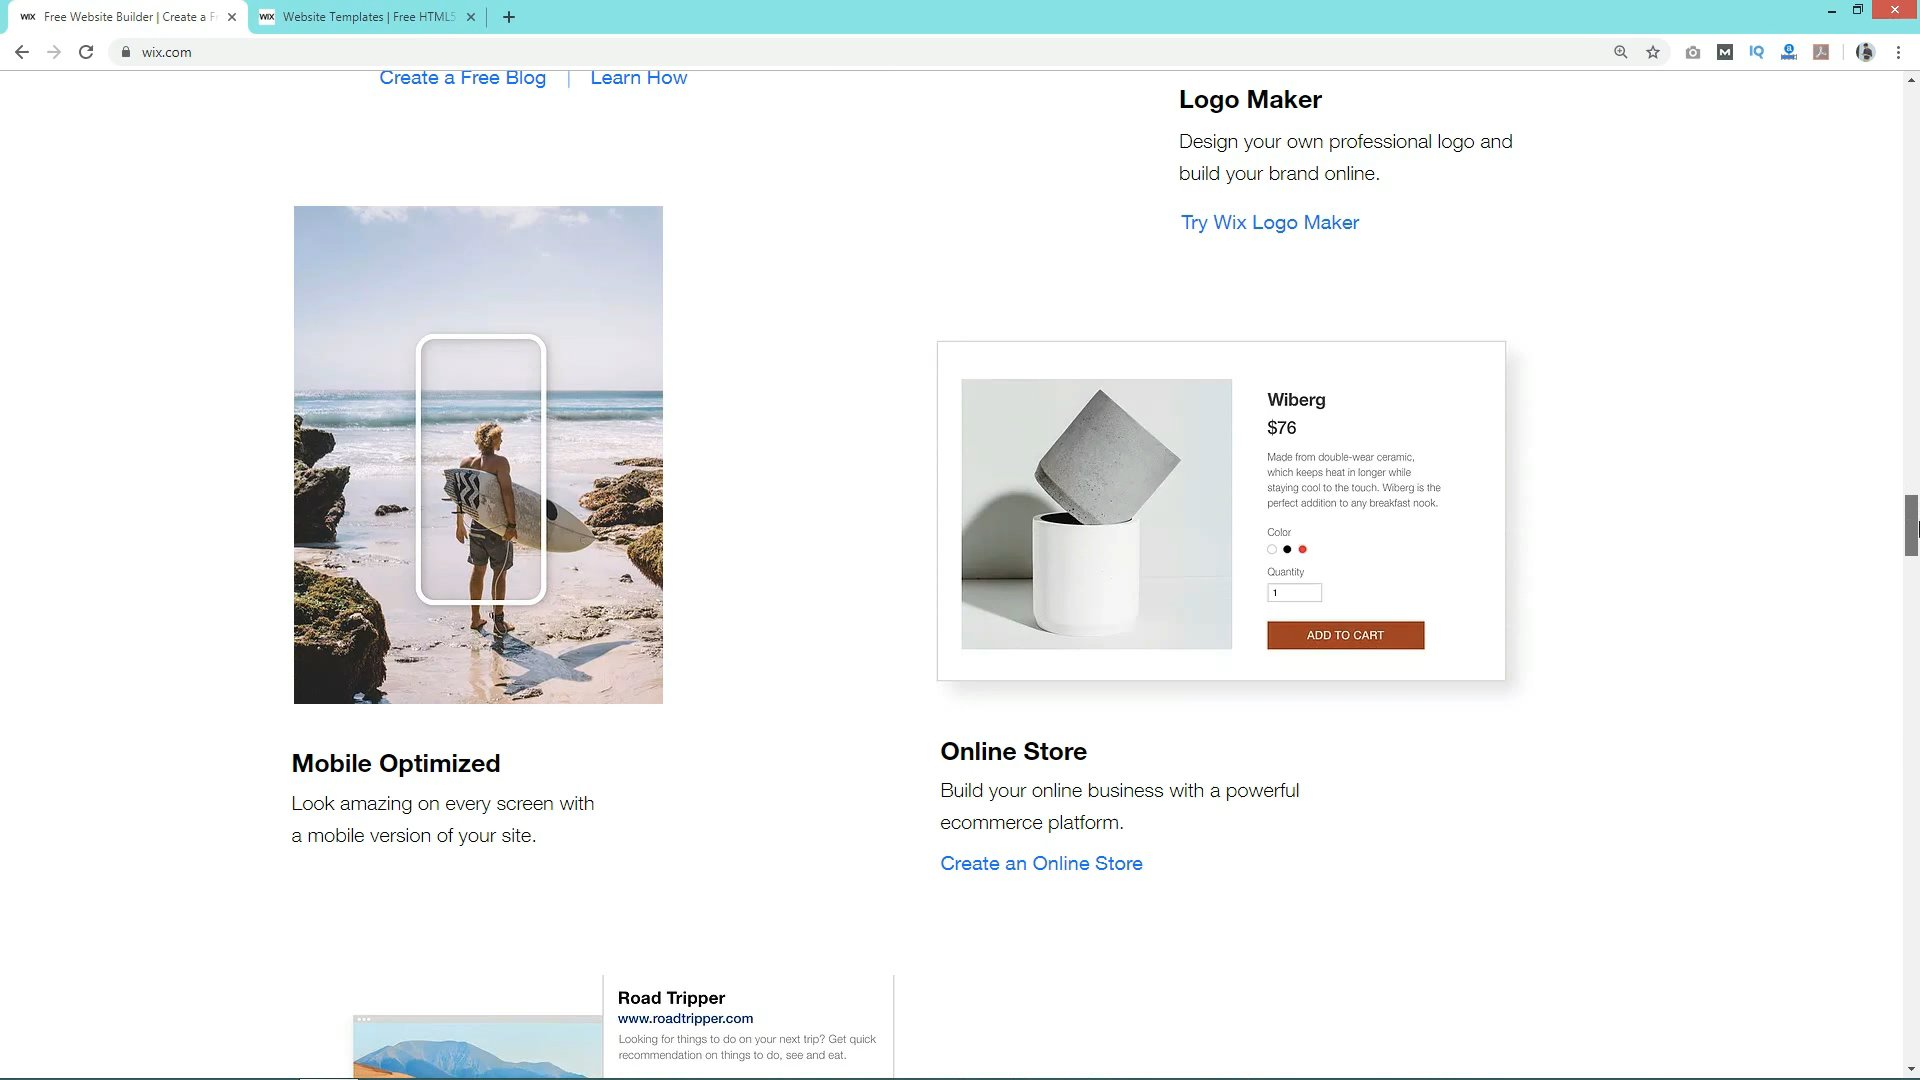 WIX Free Website Builder | Create a Fr
WIX Website Templates | Free HTML5
wix.com
M
IQ
Create a Free Blog | Learn How
Logo Maker
Design your own professional logo and
build your brand online.
Try Wix Logo Maker
Wiberg
$76
Made from double-wear ceramic,
which keeps heat in longer while
staying cool to the touch. Wiberg is the
perfect addition to any breakfast nook.
Color
Quantity
1
ADD TO CART
Mobile Optimized
Look amazing on every screen with
a mobile version of your site.
Online Store
Build your online business with a powerful
ecommerce platform.
Create an Online Store
Road Tripper
www.roadtripper.com
Looking for things to do on your next trip? Get quick
recommendation on things to do, see and eat.